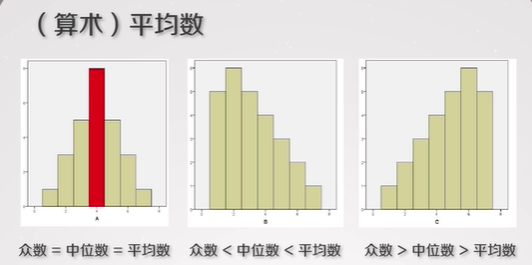 （算术）平均数
A
B
C
众数 = 中位数 = 平均数
众数 < 中位数 < 平均数
众数 > 中位数 > 平均数